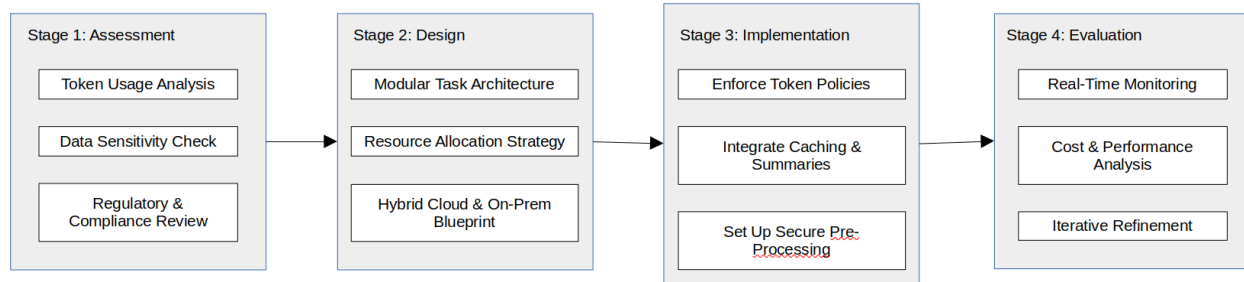 Stage 1: Assessment
Token Usage Analysis
Data Sensitivity Check
Regulatory &
Compliance Review
Stage 2: Design
Modular Task Architecture
Resource Allocation Strategy
Hybrid Cloud & On-Prem
Blueprint
Stage 3: Implementation
Enforce Token Policies
Integrate Caching &
Summaries
Set Up Secure Pre-
Processing
Stage 4: Evaluation
Real-Time Monitoring
Cost & Performance
Analysis
Iterative Refinement